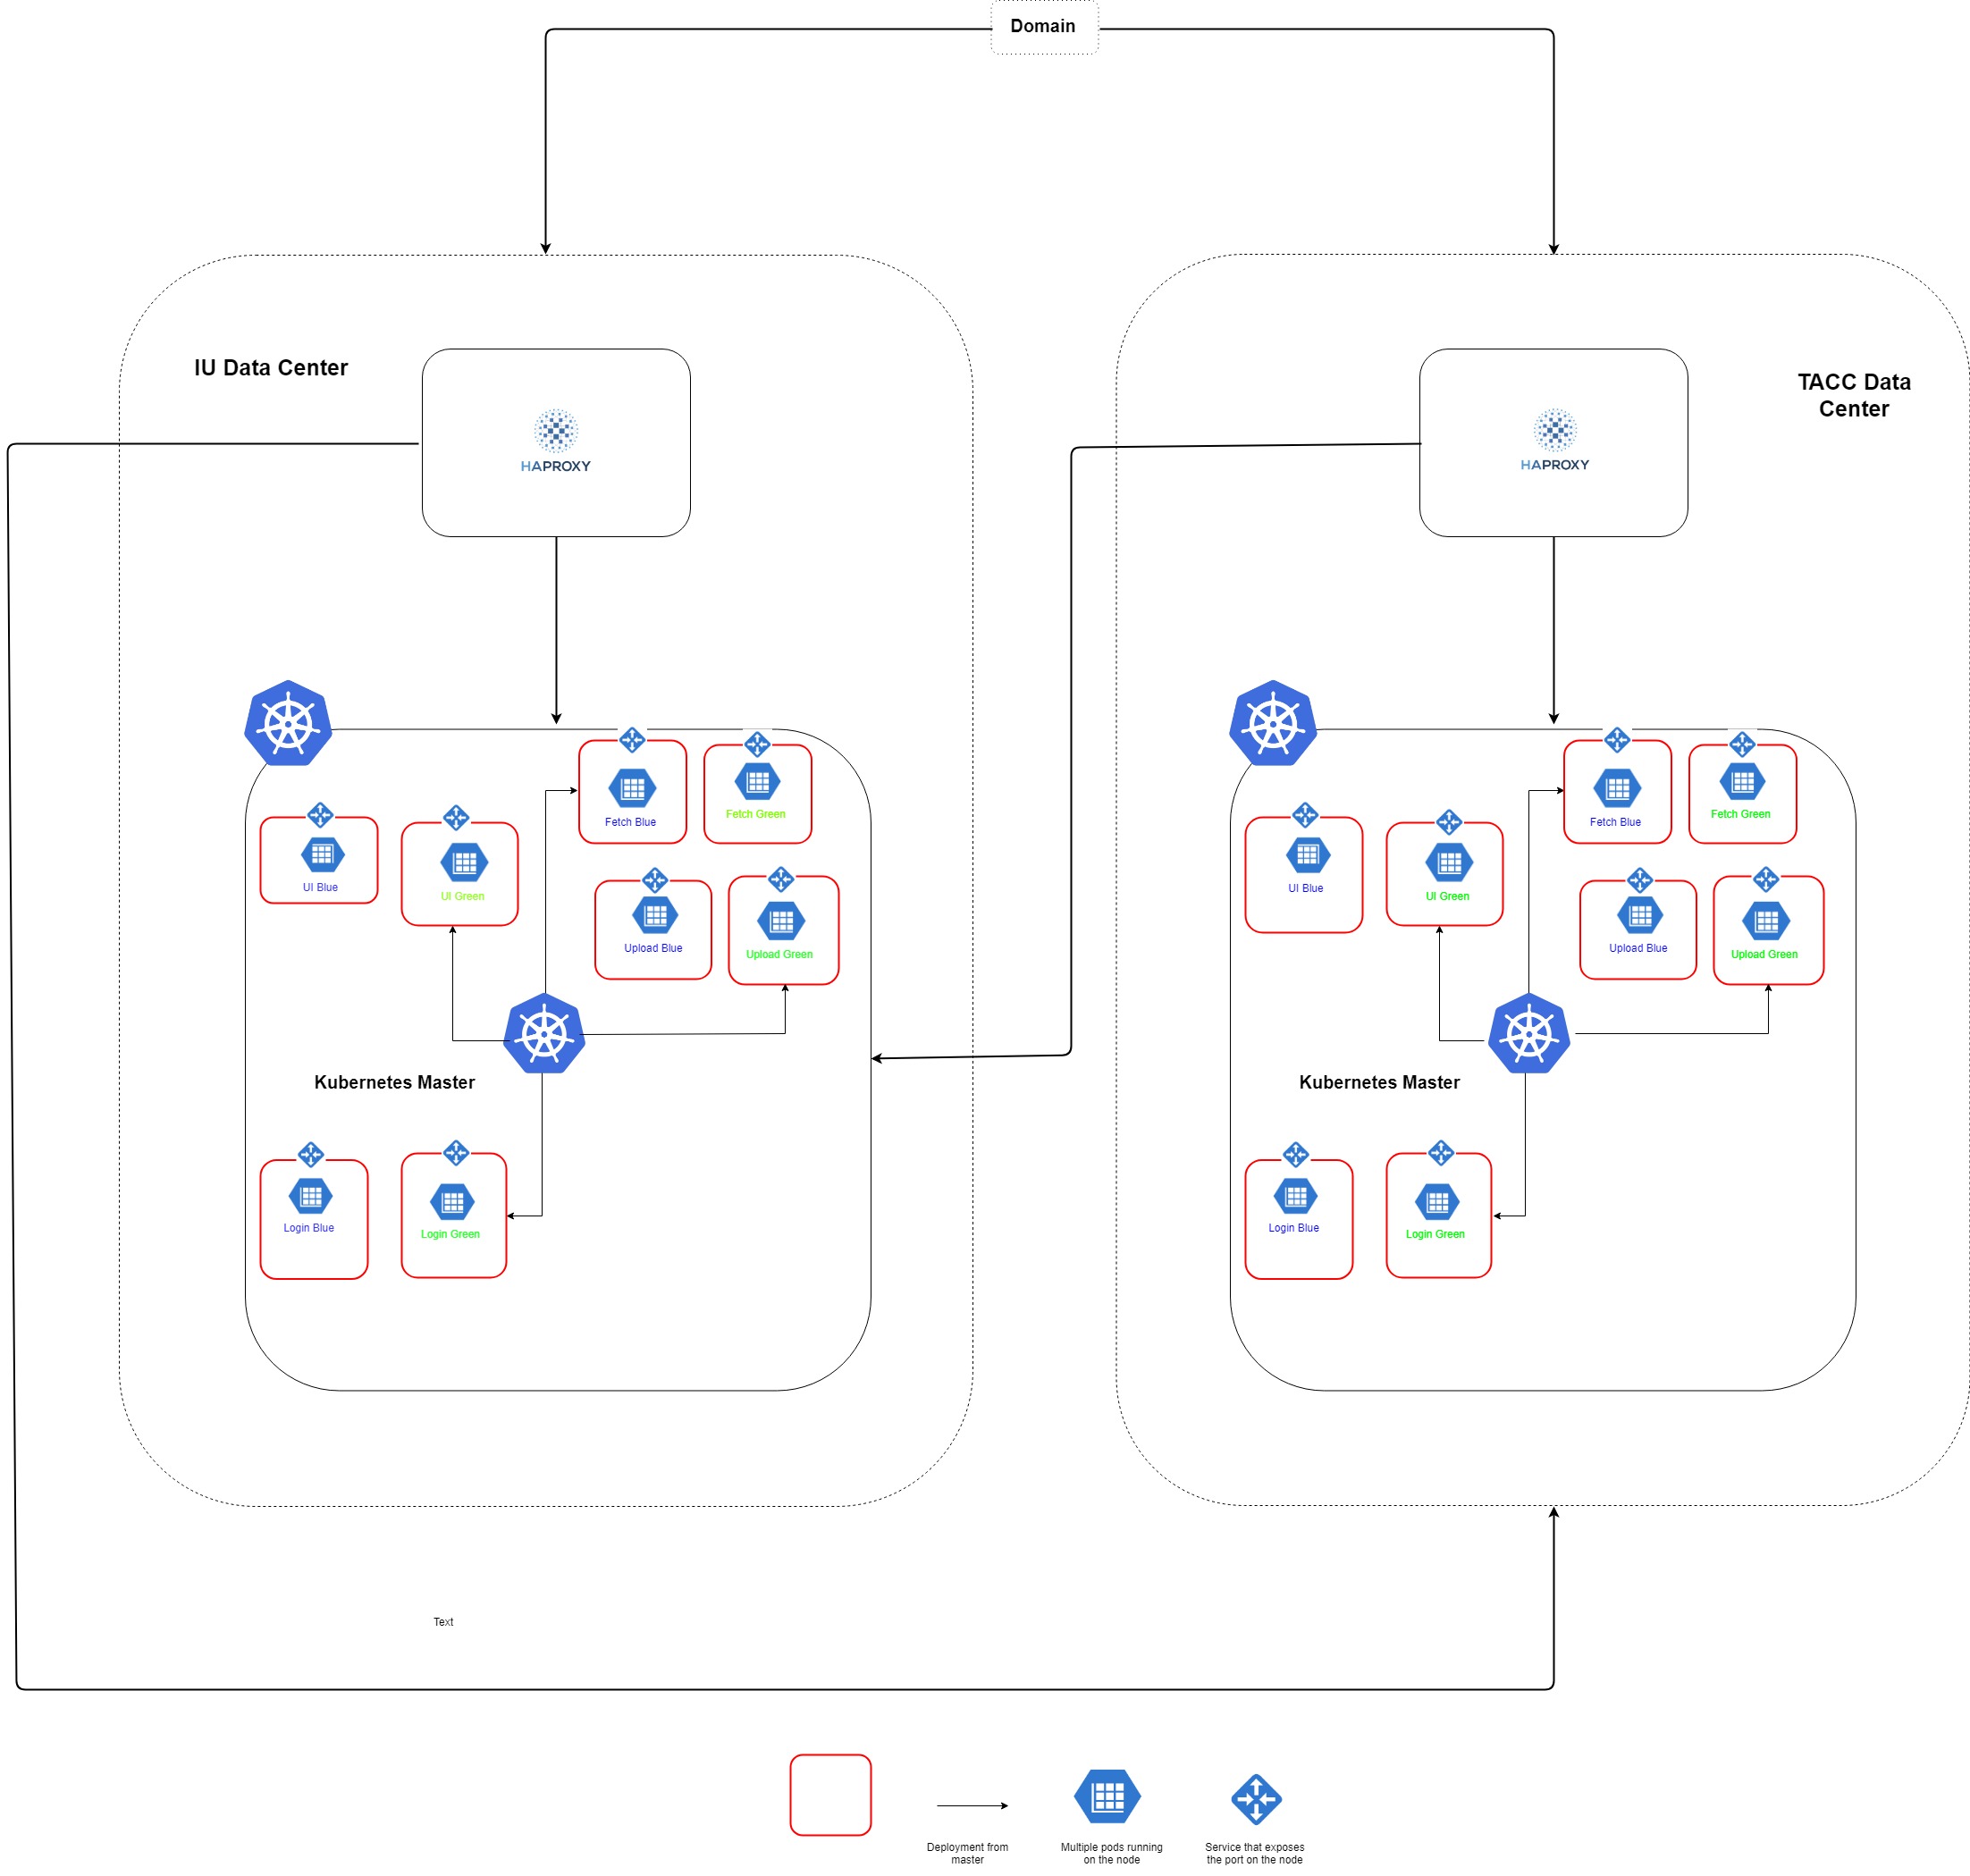 Domain
IU Data Center
HAPROXY
Fetch Blue
Fetch Green
UI Blue
UI Green
Upload Blue
Upload Green
Kubernetes Master
Login Blue
Login Green
TACC Data
Center
HAPROXY
Fetch Blue
Fetch Green
UI Blue
UI Green
Upload Blue
Upload Green
Kubernetes Master
Login Blue
Login Green
Text
Deployment from
master
Multiple pods running
on the node
Service that exposes
the port on the node